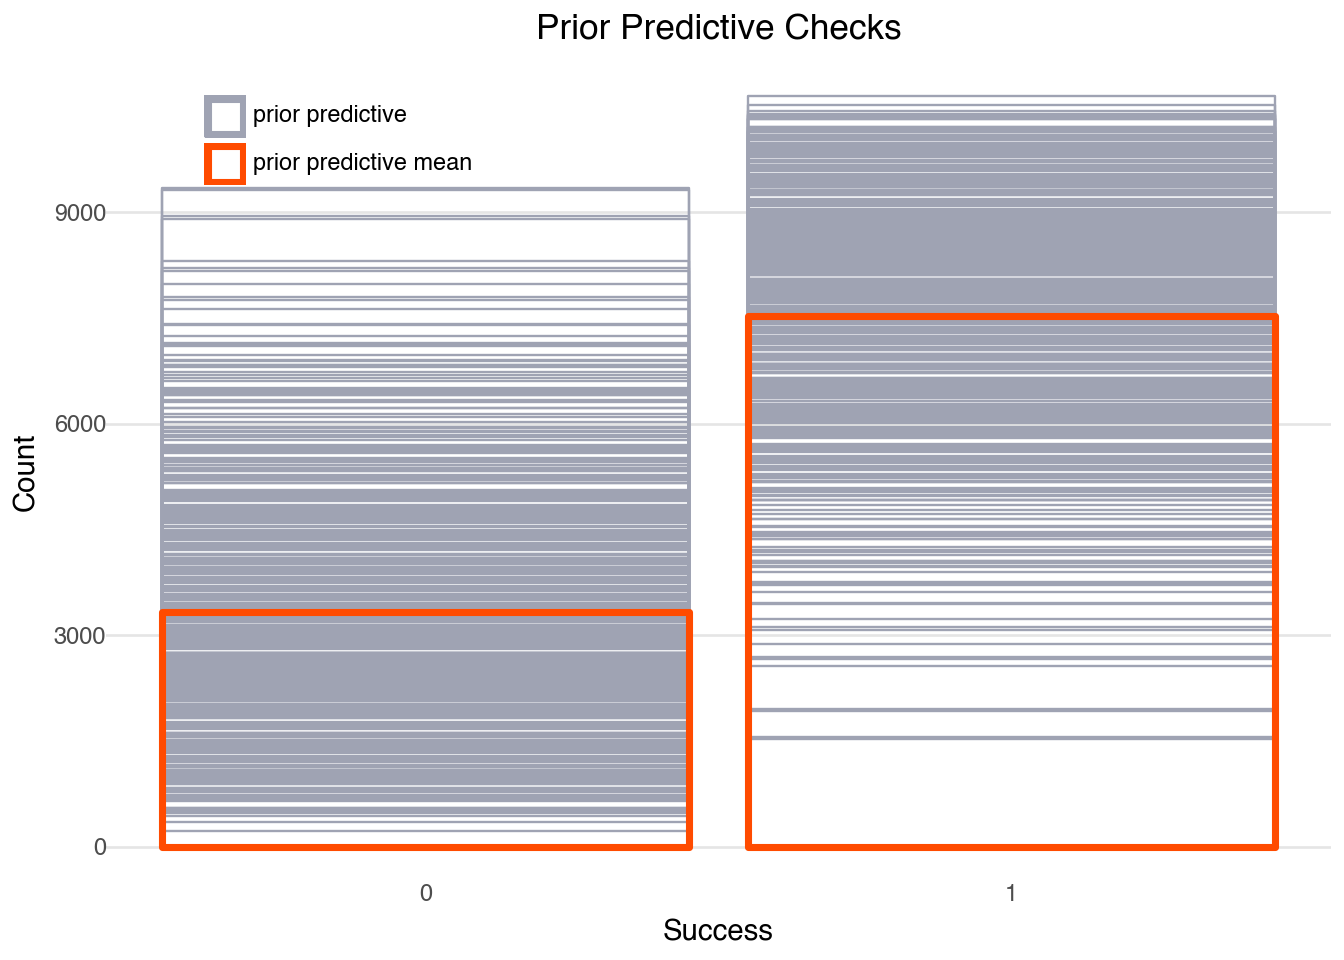 Prior Predictive Checks
prior predictive
prior predictive mean
9000
6000
3000
0
Count
0
1
Success